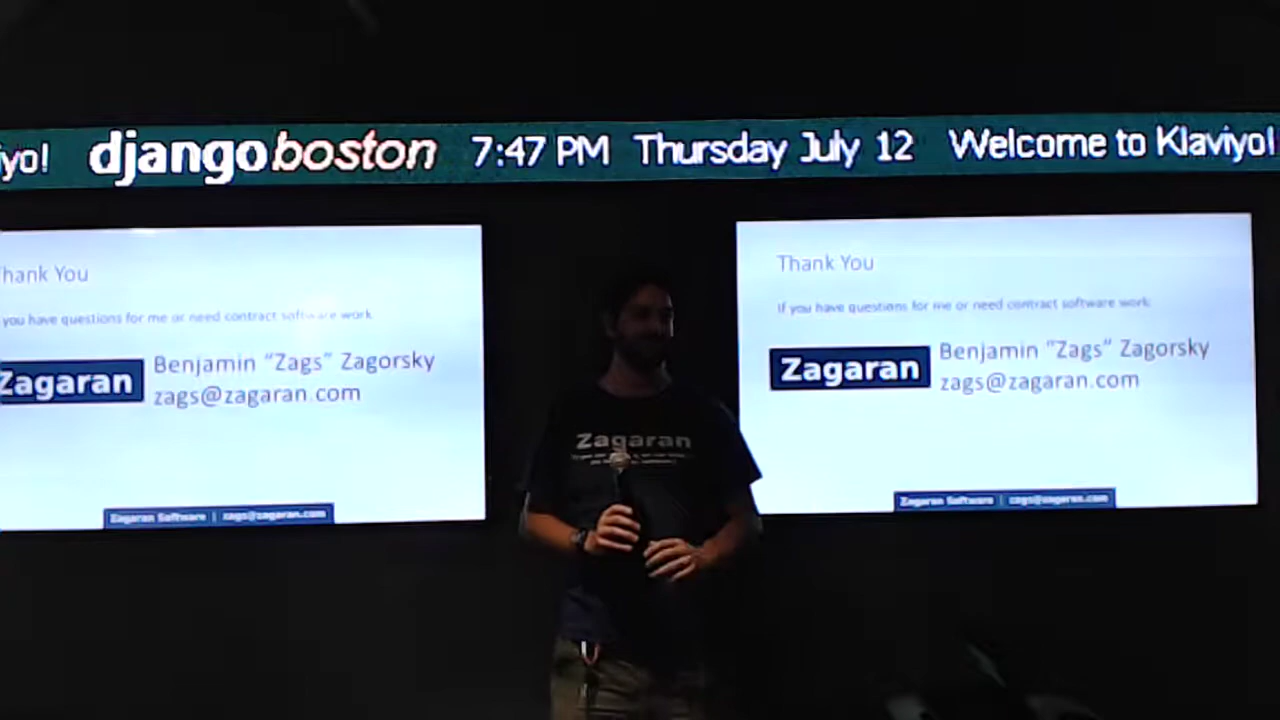 iyo! djangoboston 7:47 PM Thursday July 12 Welcome to Klaviyo!
hank You
you have questions for me or need contract software work:
Zagaran
Benjamin "Zags" Zagorsky
zags@zagaran.com
Zagaran Software | zags@zagaran.com
Zagaran
Thank You
If you have questions for me or need contract software work:
Zagaran
Benjamin "Zags" Zagorsky
zags@zagaran.com
Zagaran Software | zags@zagaran.com